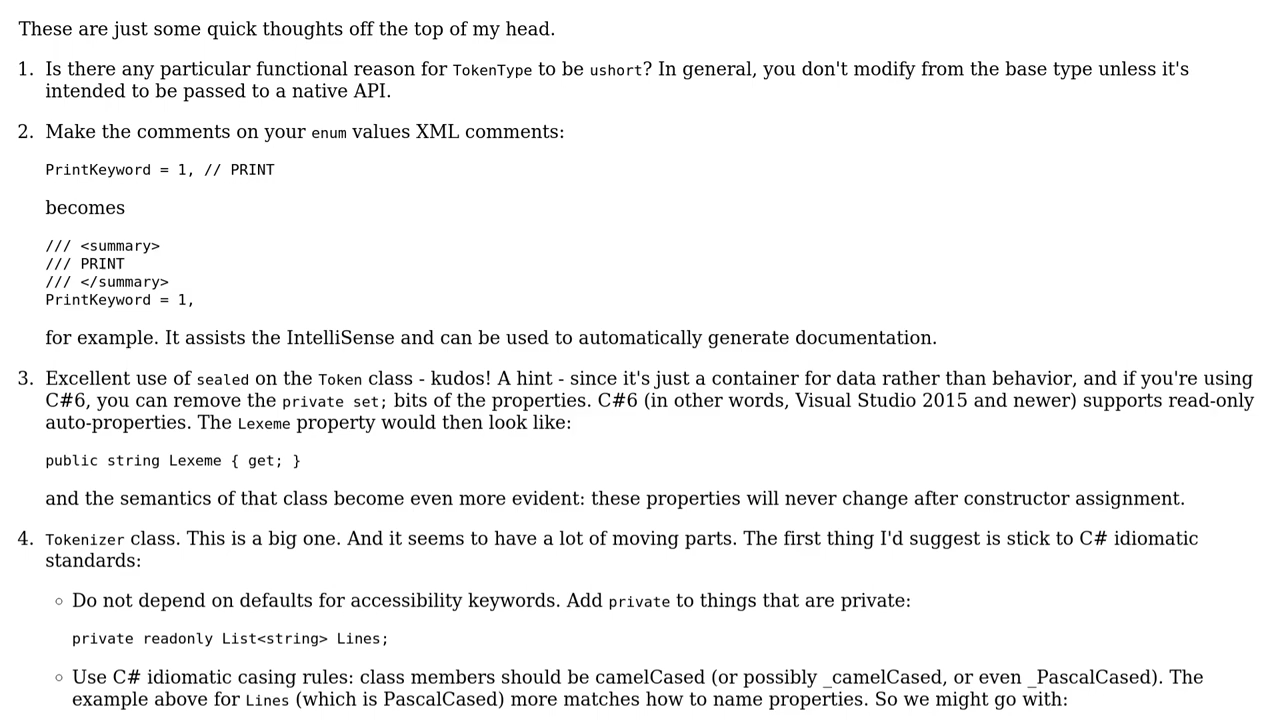 These are just some quick thoughts off the top of my head.
1. Is there any particular functional reason for TokenType to be ushort? In general, you don't modify from the base type unless it's
intended to be passed to a native API.
2. Make the comments on your enum values XML comments:
PrintKeyword = 1, // PRINT
becomes
/// <summary>
/// PRINT
/// </summary>
PrintKeyword = 1,
for example. It assists the IntelliSense and can be used to automatically generate documentation.
3. Excellent use of sealed on the Token class - kudos! A hint - since it's just a container for data rather than behavior, and if you're using
C#6, you can remove the private set; bits of the properties. C#6 (in other words, Visual Studio 2015 and newer) supports read-only
auto-properties. The Lexeme property would then look like:
public string Lexeme { get; }
and the semantics of that class become even more evident: these properties will never change after constructor assignment.
4. Tokenizer class. This is a big one. And it seems to have a lot of moving parts. The first thing I'd suggest is stick to C# idiomatic
standards:
◦ Do not depend on defaults for accessibility keywords. Add private to things that are private:
private readonly List<string> Lines;
◦ Use C# idiomatic casing rules: class members should be camelCased (or possibly _camelCased, or even _PascalCased). The
example above for Lines (which is PascalCased) more matches how to name properties. So we might go with: